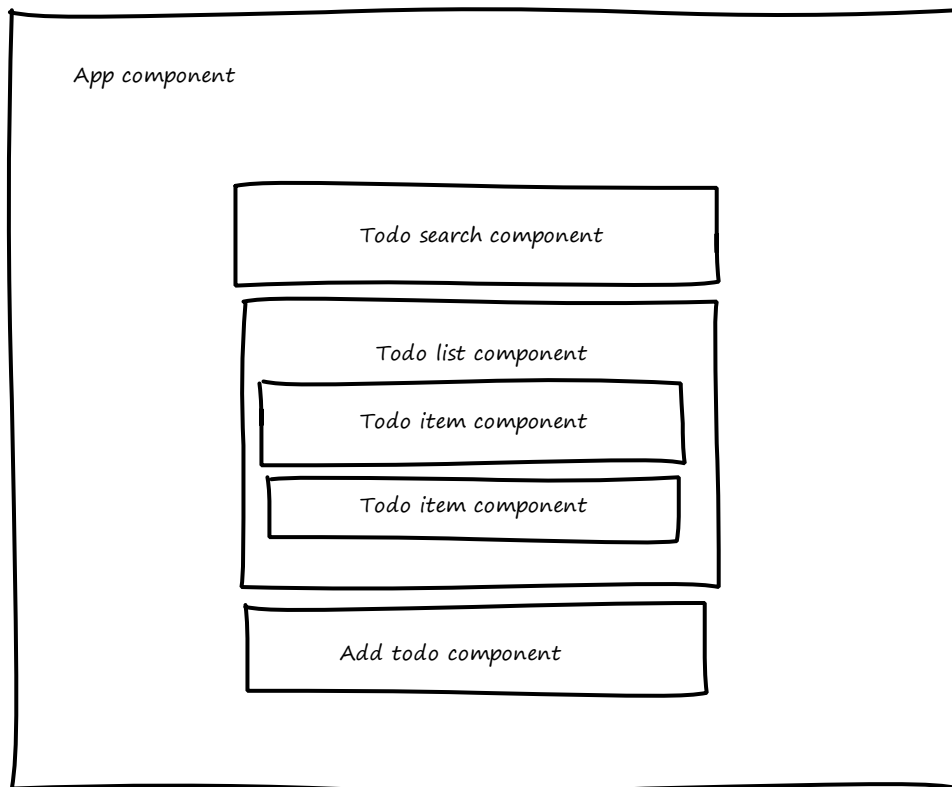 App component
Todo search component
Todo list component
Todo item component
Todo item component
Add todo component